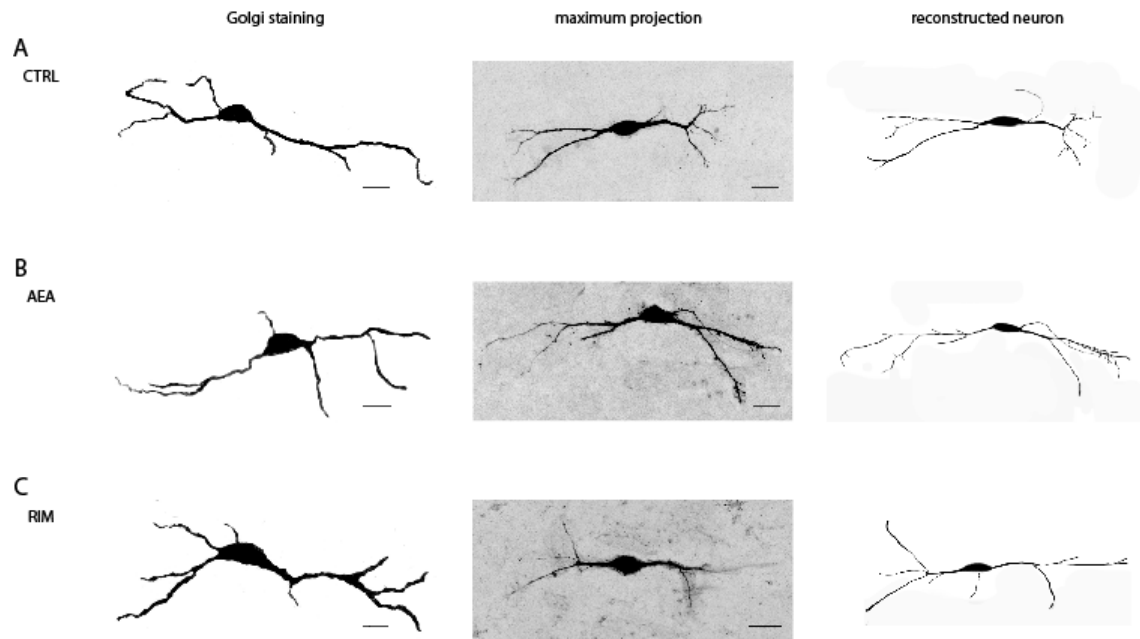 Golgi staining maximum projection reconstructed neuron
A
CTRL
B
AEA
C
RIM